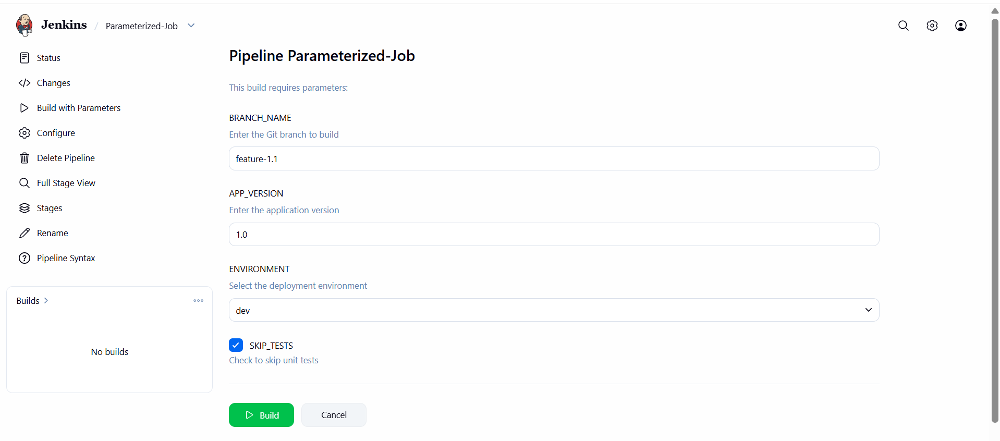 Jenkins / Parameterized-Job
Status
Changes
Build with Parameters
Configure
Delete Pipeline
Full Stage View
Stages
Rename
Pipeline Syntax
Builds
No builds
Pipeline Parameterized-Job
This build requires parameters:
BRANCH_NAME
Enter the Git branch to build
feature-1.1
APP_VERSION
Enter the application version
1.0
ENVIRONMENT
Select the deployment environment
dev
SKIP_TESTS
Check to skip unit tests
Build
Cancel